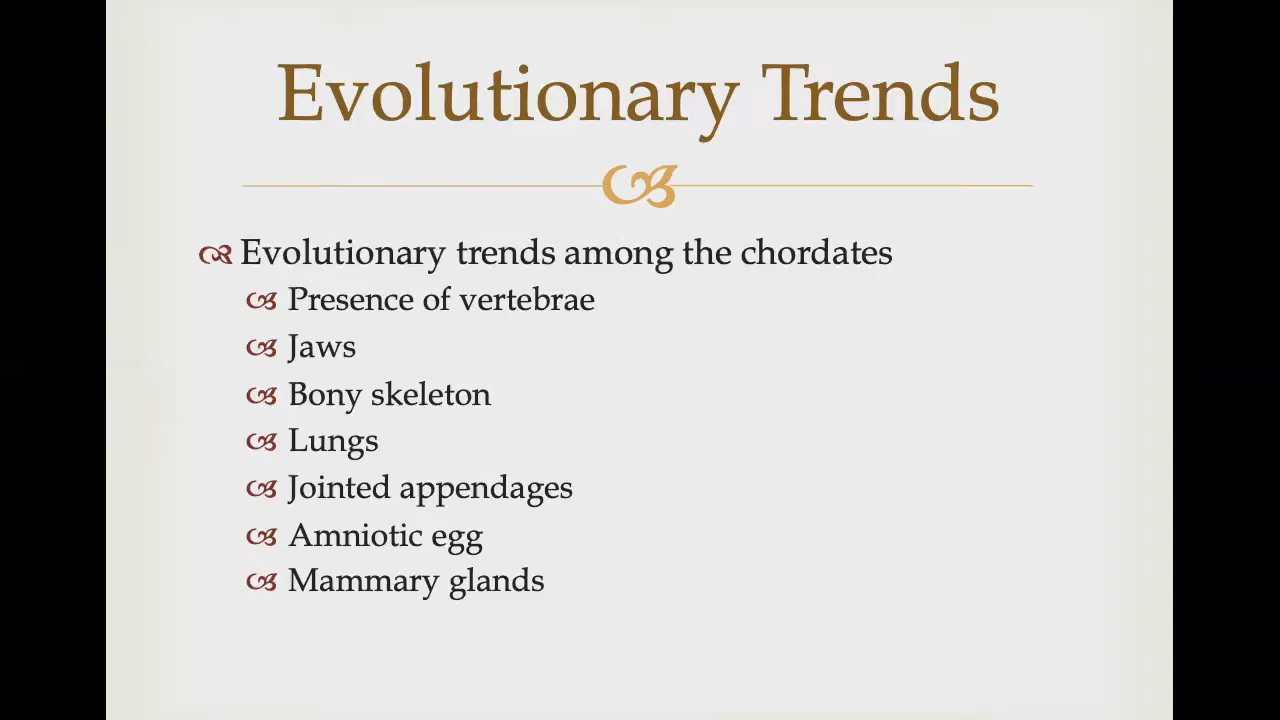 Evolutionary Trends
Evolutionary trends among the chordates
Presence of vertebrae
Jaws
Bony skeleton
Lungs
Jointed appendages
Amniotic egg
Mammary glands